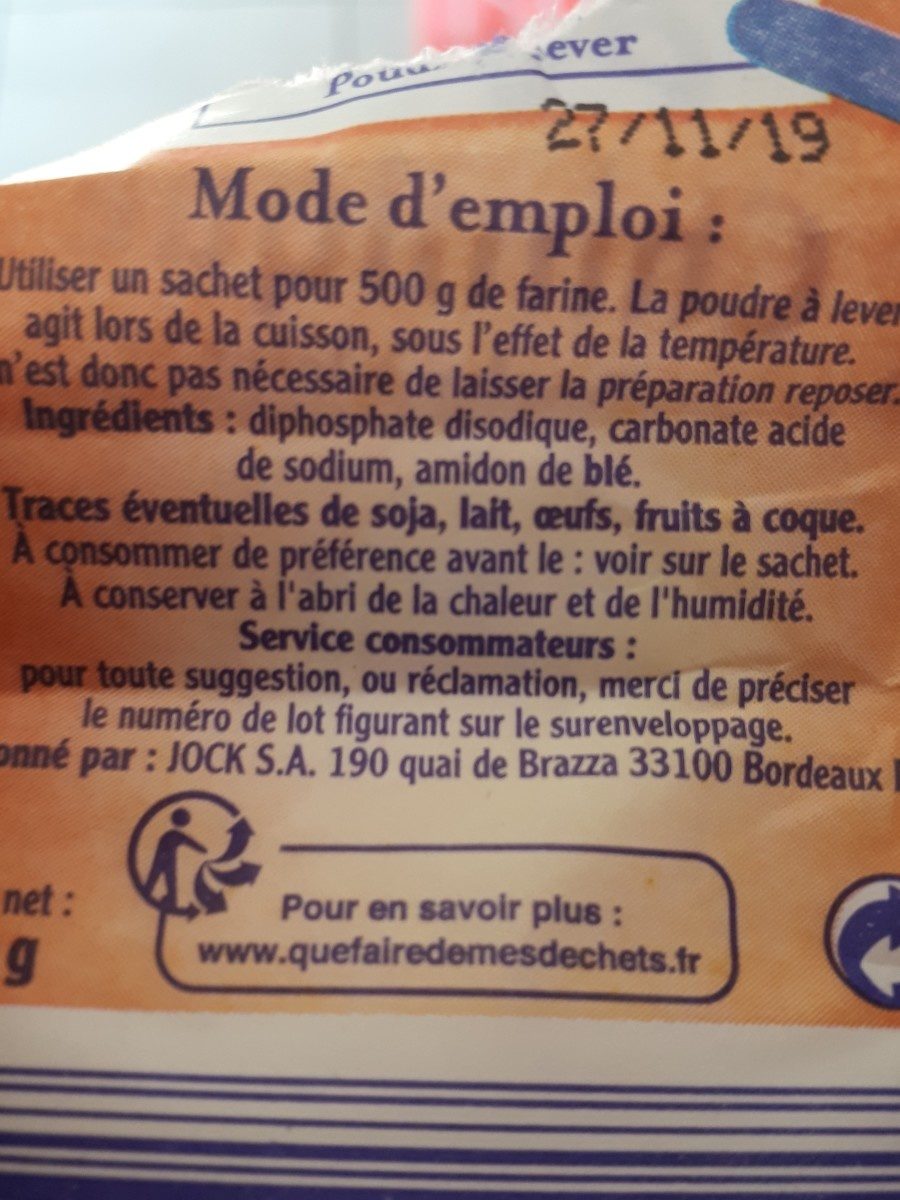 ever
27/11/19
Mode d'emploi :
Utiliser un sachet pour 500 g de farine. La poudre à lever
agit lors de la cuisson, sous l'effet de la température.
n'est donc pas nécessaire de laisser la préparation reposer.
Ingrédients : diphosphate disodique, carbonate acide
de sodium, amidon de blé.
Traces éventuelles de soja, lait, œufs, fruits à coque.
À consommer de préférence avant le : voir sur le sachet.
À conserver à l'abri de la chaleur et de l'humidité.
Service consommateurs :
pour toute suggestion, ou réclamation, merci de préciser
le numéro de lot figurant sur le surenveloppage.
onné par : JOCK S.A. 190 quai de Brazza 33100 Bordeaux
net :
g
Pour en savoir plus :
www.quefairedemesdechets.fr